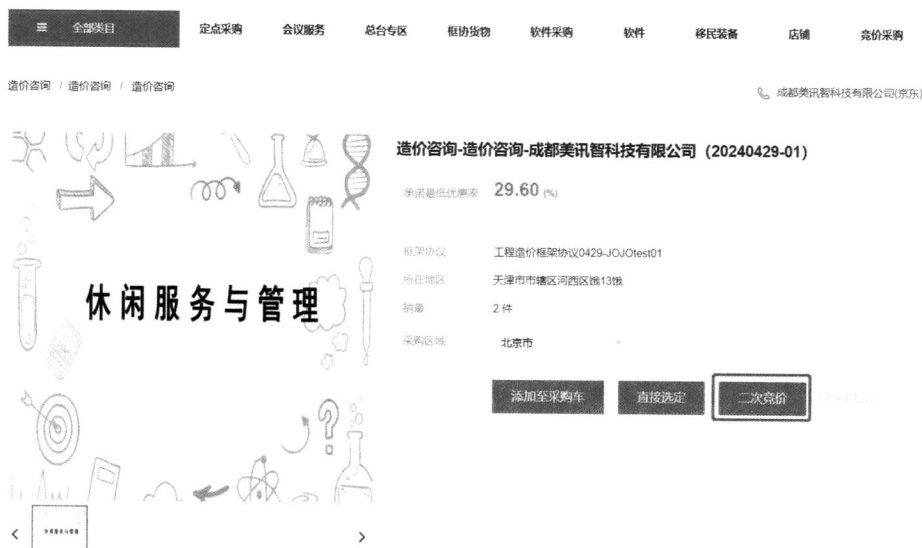 全部类目 定点采购 会议服务 总台专区 框协货物 软件采购 软件 移民装备 店铺 竞价采购
造价咨询 / 造价咨询 / 造价咨询
成都美讯智科技有限公司(京东)
造价咨询-造价咨询-成都美讯智科技有限公司（20240429-01）
承诺最低优惠率 29.60 (%)
框架协议 工程造价框架协议0429-JOJOtest01
所在地区 天津市市辖区河西区饿13饿
销量 2 件
采购区域 北京市
添加至采购车 直接选定 二次竞价
休闲服务与管理
休闲服务与管理